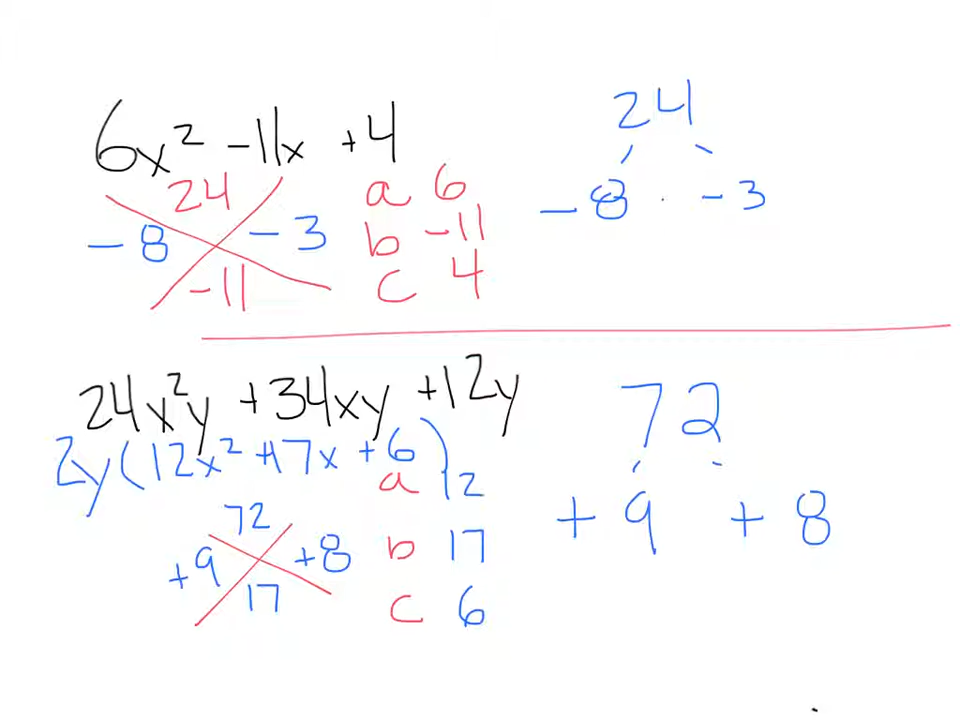 6x² -11x +4
24
24
a 6
-8 -3
-8 · -3
b -11
-11
c 4
24x²y +34xy +12y
72
2y(12x² +17x +6)
a 12
72
+9 +8
+9 +8
b 17
17
c 6